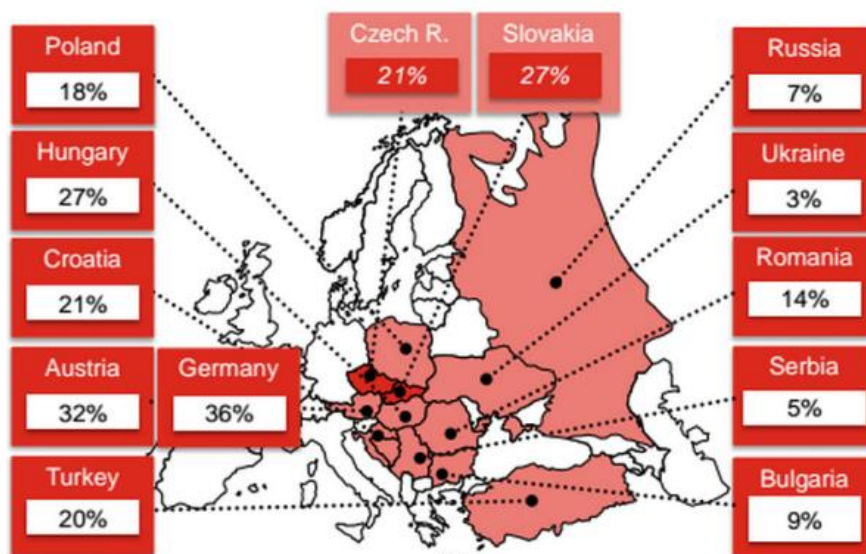 Poland
18%
Hungary
27%
Croatia
21%
Austria
32%
Germany
36%
Turkey
20%
Czech R.
21%
Slovakia
27%
Russia
7%
Ukraine
3%
Romania
14%
Serbia
5%
Bulgaria
9%